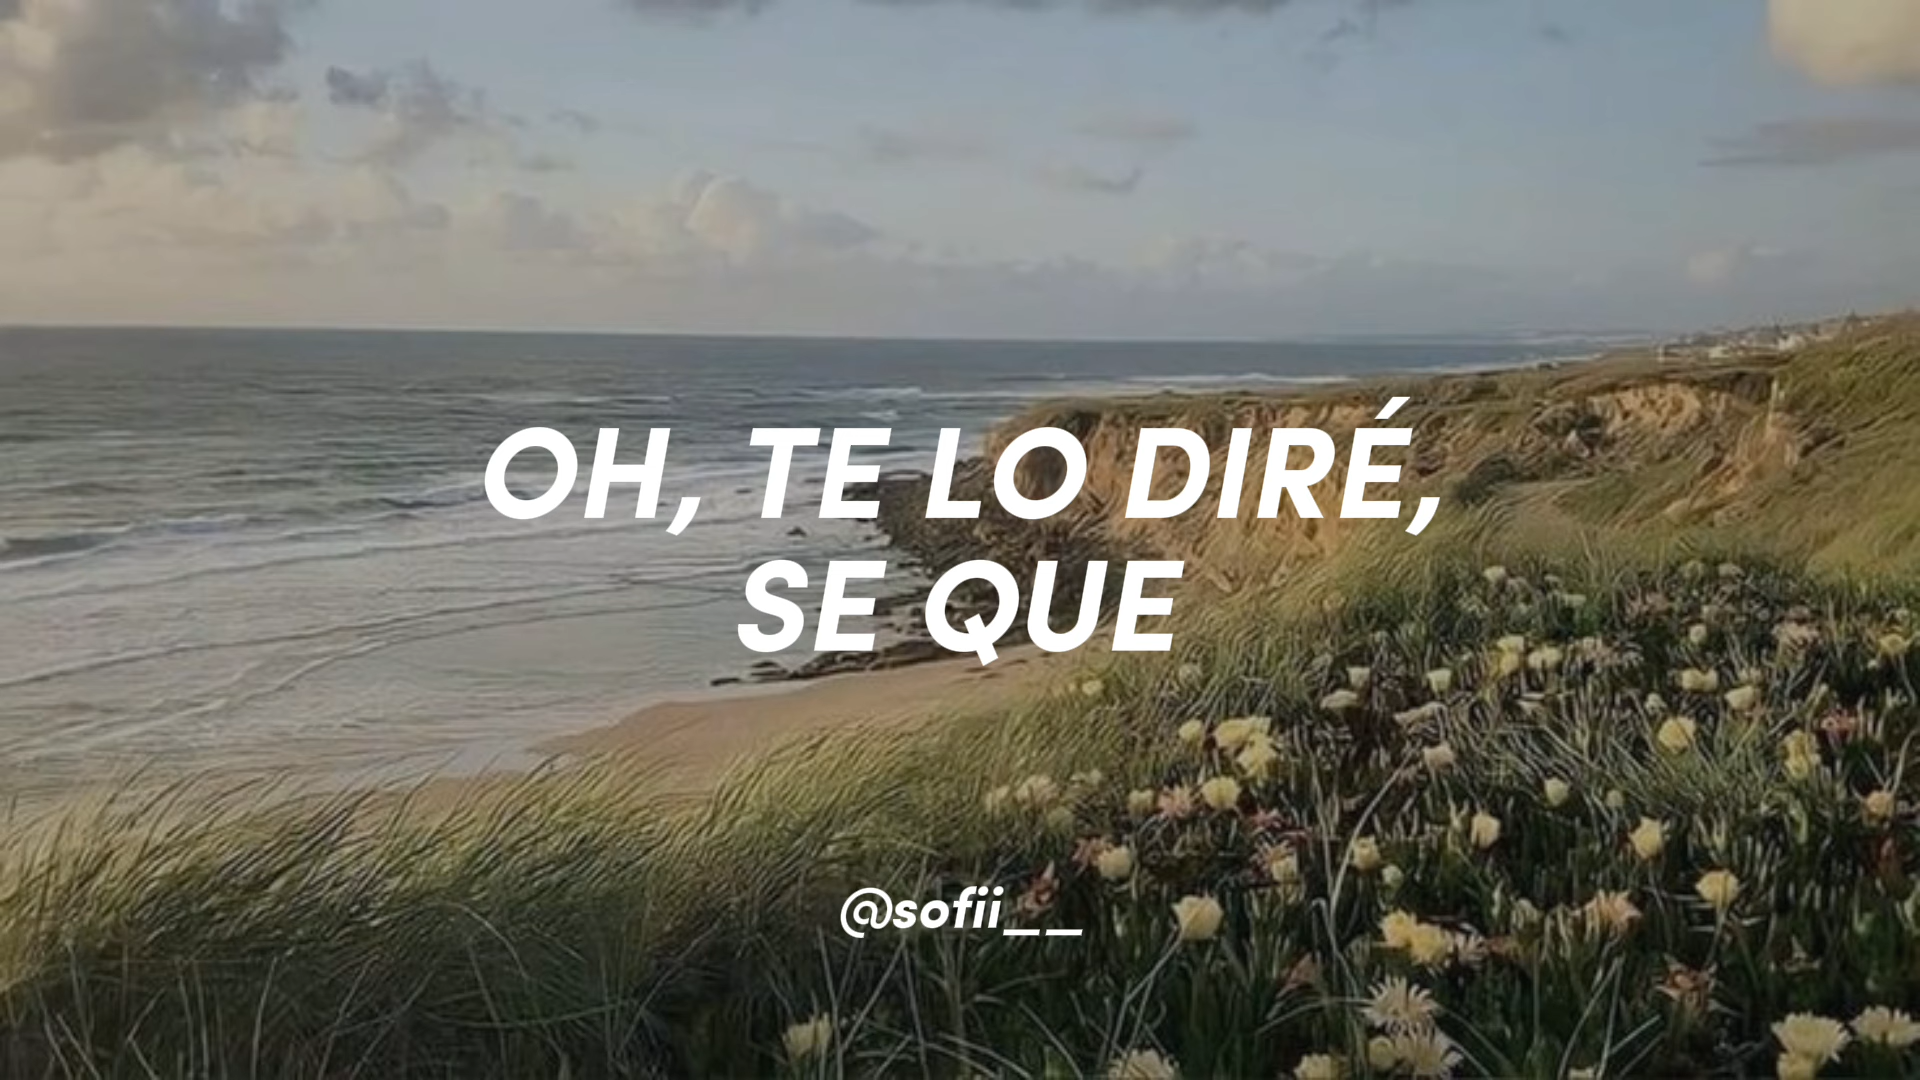 OH, TE LO DIRÉ,
SE QUE
@sofii__